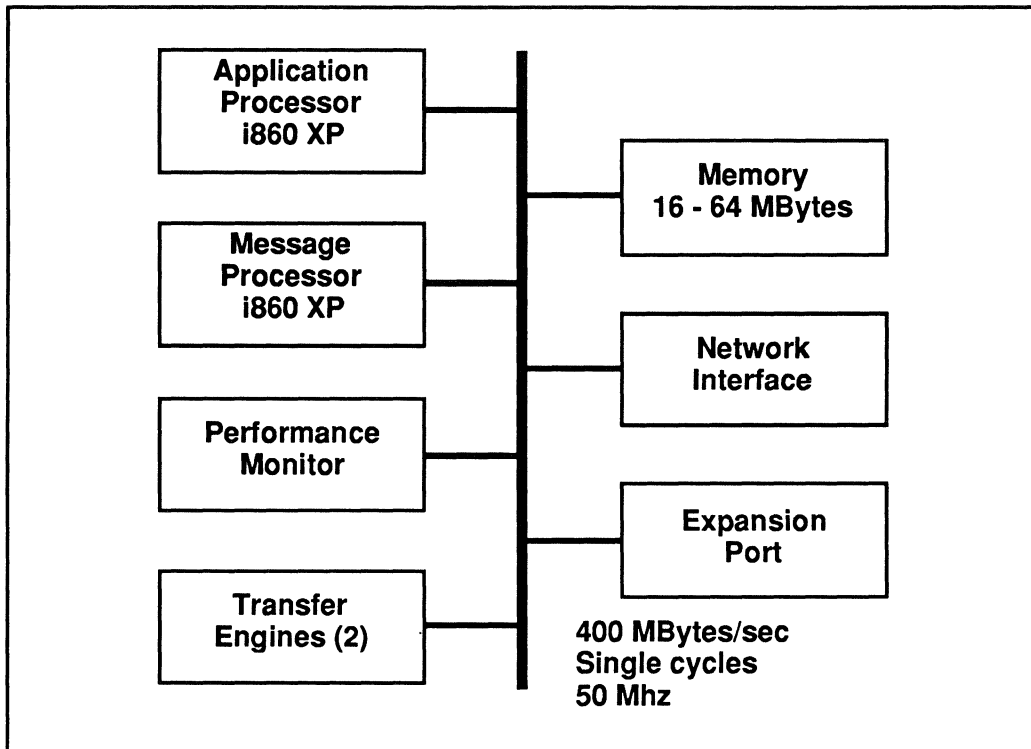 Application
Processor
i860 XP
Message
Processor
i860 XP
Performance
Monitor
Transfer
Engines (2)
Memory
16 - 64 MBytes
Network
Interface
Expansion
Port
400 MBytes/sec
Single cycles
50 Mhz